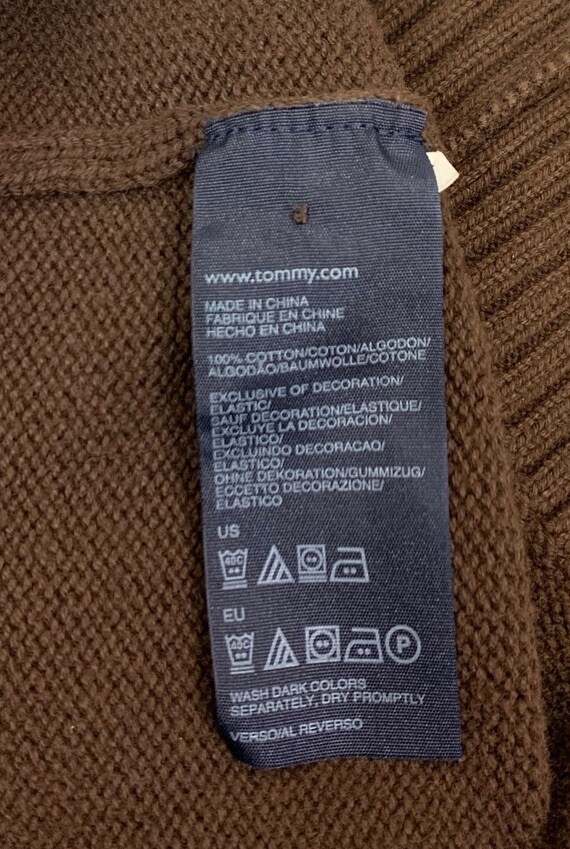 www.tommy.com
MADE IN CHINA
FABRIQUE EN CHINE
HECHO EN CHINA
100% COTTON/COTON/ALGODON/
ALGODÃO/BAUMWOLLE/COTONE
EXCLUSIVE OF DECORATION/
ELASTIC/
SAUF DECORATION/ELASTIQUE/
EXCLUYE LA DECORACION/
ELASTICO/
EXCLUINDO DECORACAO/
ELASTICO/
OHNE DEKORATION/GUMMIZUG/
ECCETTO DECORAZIONE/
ELASTICO
US
40C
EU
40C P
WASH DARK COLORS
SEPARATELY, DRY PROMPTLY
VERSO/AL REVERSO